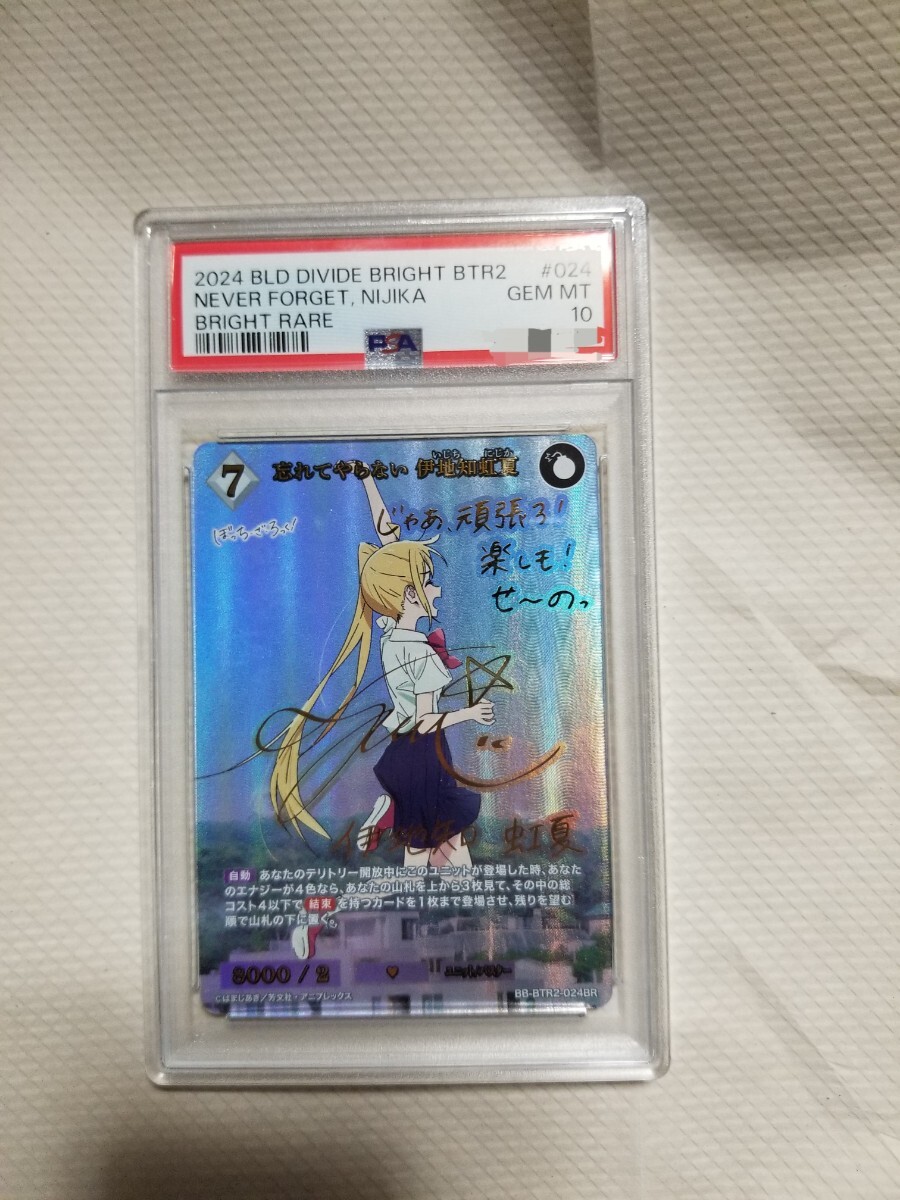 2024 BLD DIVIDE BRIGHT BTR2 #024
NEVER FORGET, NIJIKA GEM MT
BRIGHT RARE 10
PSA
7
いじち にじか
忘れてやらない 伊地知虹夏
ぼっち・ざ・ろっく!
じゃあ、頑張ろ!
楽しも!
せ〜のっ
伊地知 虹夏
自動 あなたのテリトリー開放中にこのユニットが登場した時、あなた
のエナジーが4色なら、あなたの山札を上から3枚見て、その中の総
コスト4以下で 結束 を持つカードを1枚まで登場させ、残りを望む
順で山札の下に置く。
8000 / 2
ユニット/バスター
©はまじあき/芳文社・アニプレックス
BB-BTR2-024BR